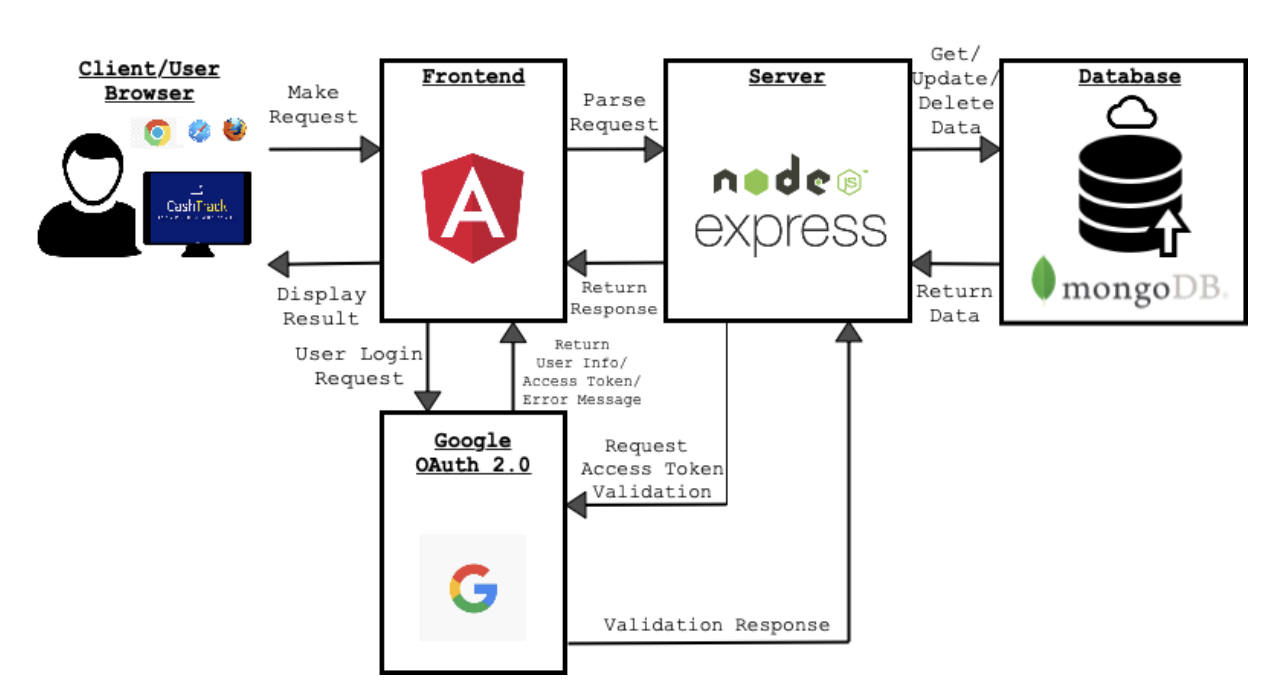 Client/User
Browser
CashTrack
Make
Request
Display
Result
Frontend
A
Parse
Request
Return
Response
Server
node
JS
express
Get/
Update/
Delete
Data
Return
Data
Database
mongoDB.
User Login
Request
Return
User Info/
Access Token/
Error Message
Google
OAuth 2.0
G
Request
Access Token
Validation
Validation Response